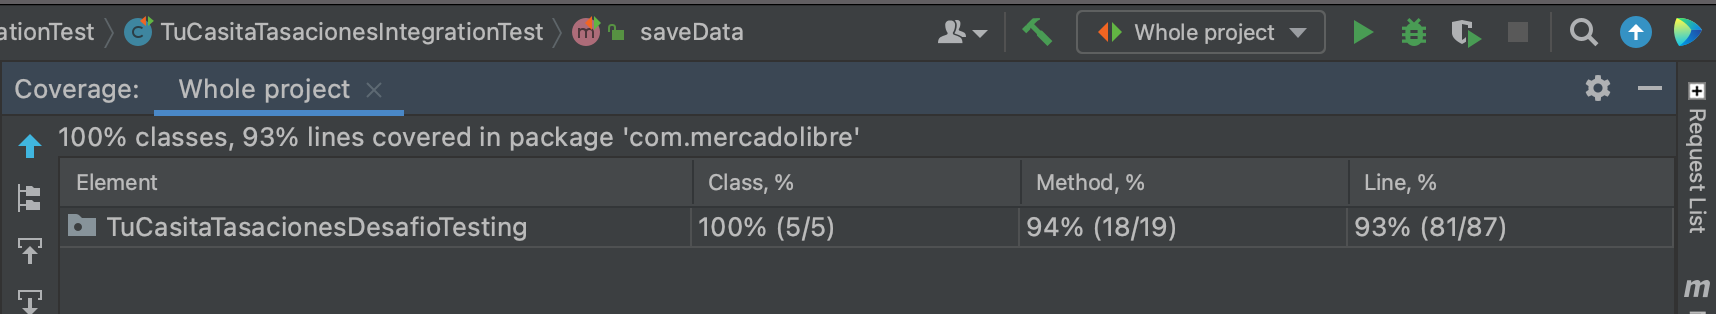 ationTest TuCasitaTasacionesIntegrationTest saveData Whole project
Coverage: Whole project
100% classes, 93% lines covered in package 'com.mercadolibre'
Element Class, % Method, % Line, %
TuCasitaTasacionesDesafioTesting 100% (5/5) 94% (18/19) 93% (81/87)
Request List
m